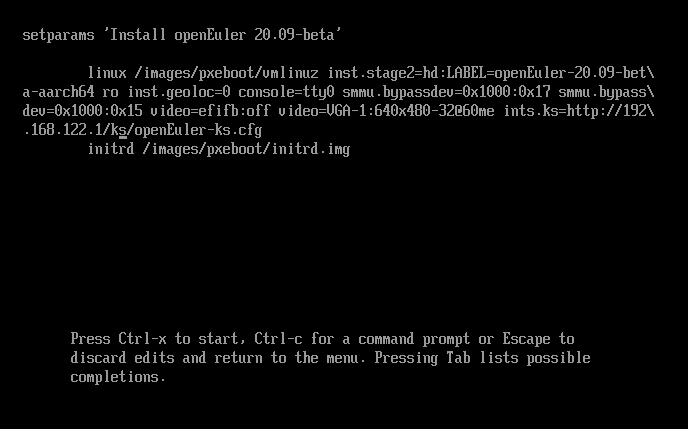 setparams 'Install openEuler 20.09-beta'
linux /images/pxeboot/vmlinuz inst.stage2=hd:LABEL=openEuler-20.09-bet\
a-aarch64 ro inst.geoloc=0 console=tty0 smmu.bypassdev=0x1000:0x17 smmu.bypass\
dev=0x1000:0x15 video=efifb:off video=VGA-1:640x480-32@60me ints.ks=http://192\
.168.122.1/ks/openEuler-ks.cfg
initrd /images/pxeboot/initrd.img
Press Ctrl-x to start, Ctrl-c for a command prompt or Escape to
discard edits and return to the menu. Pressing Tab lists possible
completions.